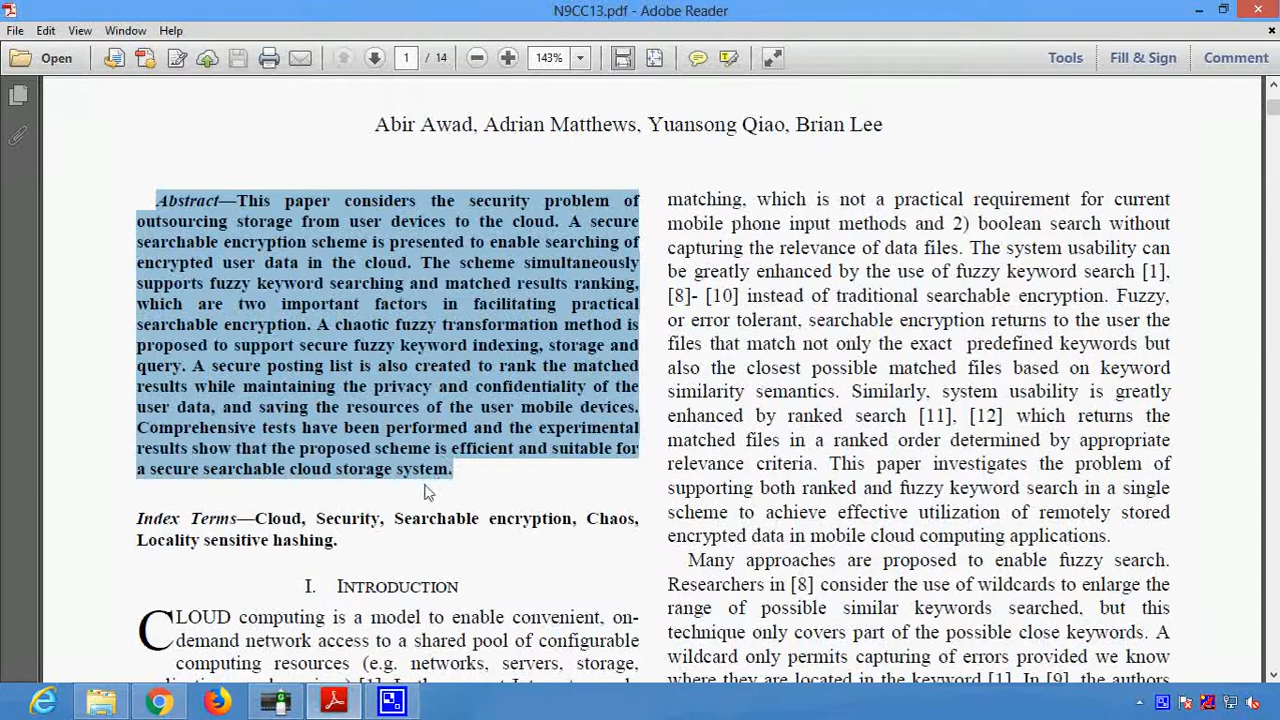 N9CC13.pdf - Adobe Reader
File Edit View Window Help
Open 1 / 14 143% Tools Fill & Sign Comment
Abir Awad, Adrian Matthews, Yuansong Qiao, Brian Lee
Abstract—This paper considers the security problem of
outsourcing storage from user devices to the cloud. A secure
searchable encryption scheme is presented to enable searching of
encrypted user data in the cloud. The scheme simultaneously
supports fuzzy keyword searching and matched results ranking,
which are two important factors in facilitating practical
searchable encryption. A chaotic fuzzy transformation method is
proposed to support secure fuzzy keyword indexing, storage and
query. A secure posting list is also created to rank the matched
results while maintaining the privacy and confidentiality of the
user data, and saving the resources of the user mobile devices.
Comprehensive tests have been performed and the experimental
results show that the proposed scheme is efficient and suitable for
a secure searchable cloud storage system.
Index Terms—Cloud, Security, Searchable encryption, Chaos,
Locality sensitive hashing.
I. INTRODUCTION
CLOUD computing is a model to enable convenient, on-
demand network access to a shared pool of configurable
computing resources (e.g. networks, servers, storage,
matching, which is not a practical requirement for current
mobile phone input methods and 2) boolean search without
capturing the relevance of data files. The system usability can
be greatly enhanced by the use of fuzzy keyword search [1],
[8]- [10] instead of traditional searchable encryption. Fuzzy,
or error tolerant, searchable encryption returns to the user the
files that match not only the exact predefined keywords but
also the closest possible matched files based on keyword
similarity semantics. Similarly, system usability is greatly
enhanced by ranked search [11], [12] which returns the
matched files in a ranked order determined by appropriate
relevance criteria. This paper investigates the problem of
supporting both ranked and fuzzy keyword search in a single
scheme to achieve effective utilization of remotely stored
encrypted data in mobile cloud computing applications.
Many approaches are proposed to enable fuzzy search.
Researchers in [8] consider the use of wildcards to enlarge the
range of possible similar keywords searched, but this
technique only covers part of the possible close keywords. A
wildcard only permits capturing of errors provided we know
where they are located in the keyword [1]. In [9], the authors